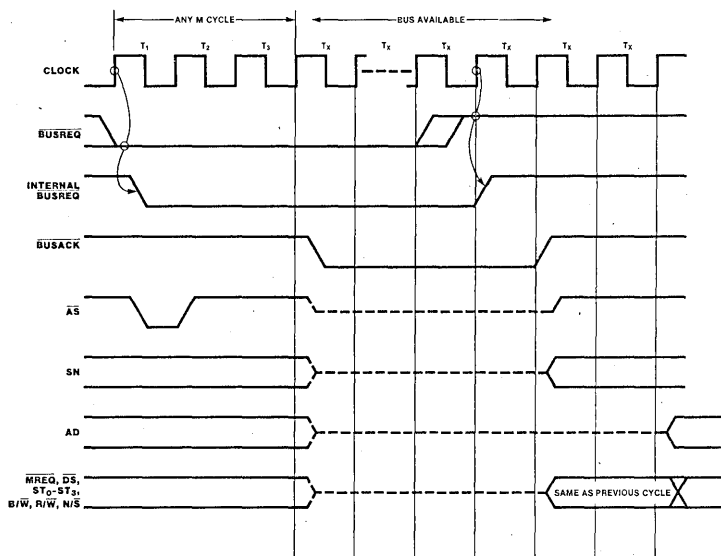 ANY M CYCLE
BUS AVAILABLE
T1 T2 T3 TX TX TX TX TX TX
CLOCK
BUSREQ
INTERNAL
BUSREQ
BUSACK
AS
SN
AD
MREQ, DS,
ST0-ST3,
B/W, R/W, N/S
SAME AS PREVIOUS CYCLE